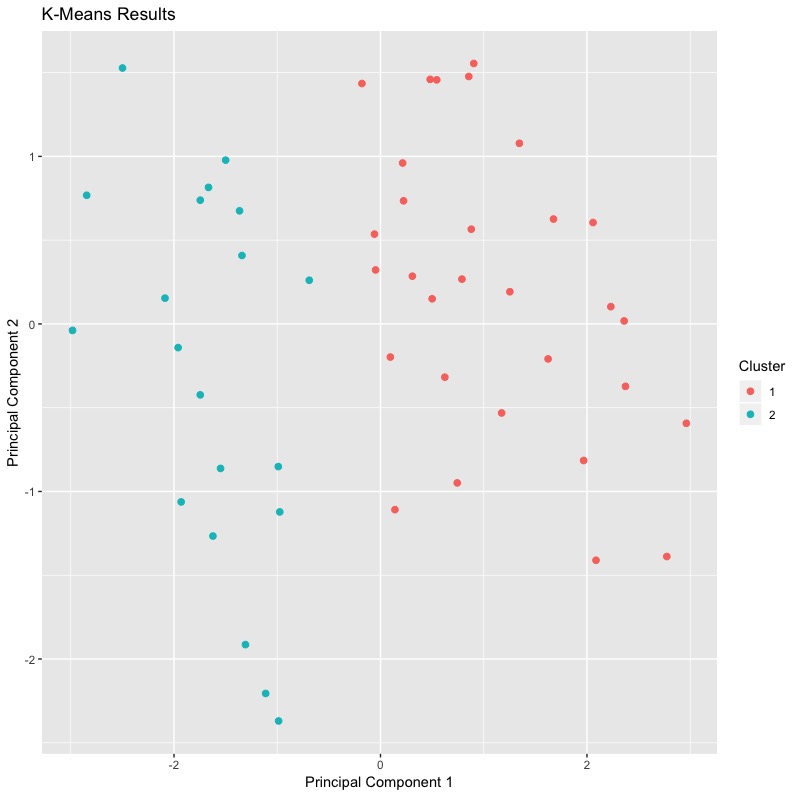 K-Means Results
Principal Component 2
1
0
-1
-2
-2
0
2
Principal Component 1
Cluster
1
2